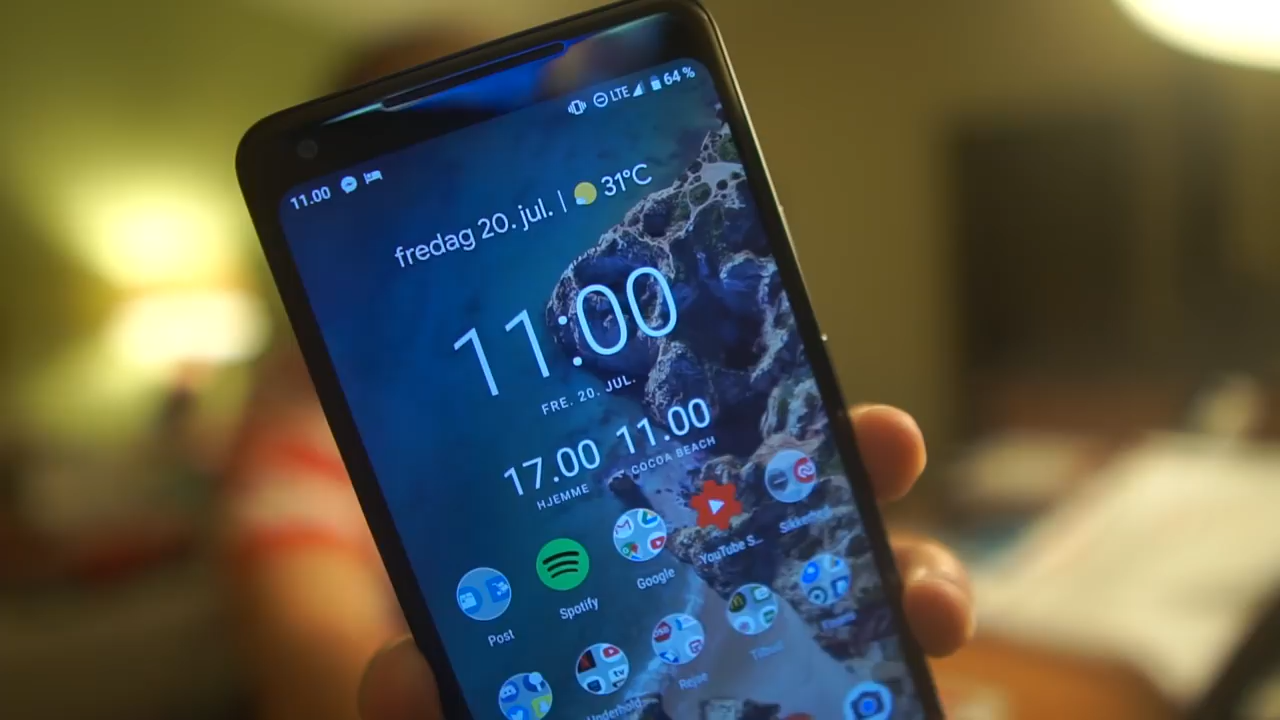 11.00
LTE 64 %
fredag 20. jul. | 31°C
11:00
FRE. 20. JUL.
17.00 11.00
HJEMME COCOA BEACH
Post Spotify Google YouTube S...
Underhold...
Rejse